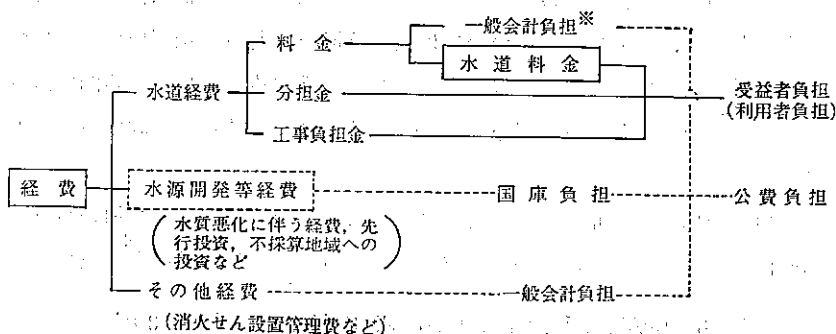 一般会計負担※
料金
水道料金
水道経費
分担金
受益者負担
(利用者負担)
工事負担金
経費
水源開発等経費
国庫負担
公費負担
(水質悪化に伴う経費,先
行投資,不採算地域への
投資など)
その他経費
一般会計負担
(消火せん設置管理費など)